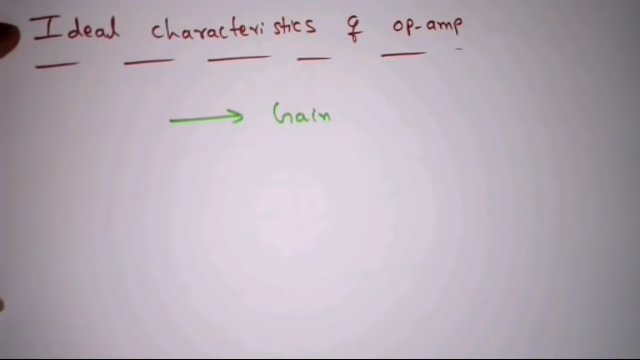 Ideal characteristics of op-amp
→ Gain